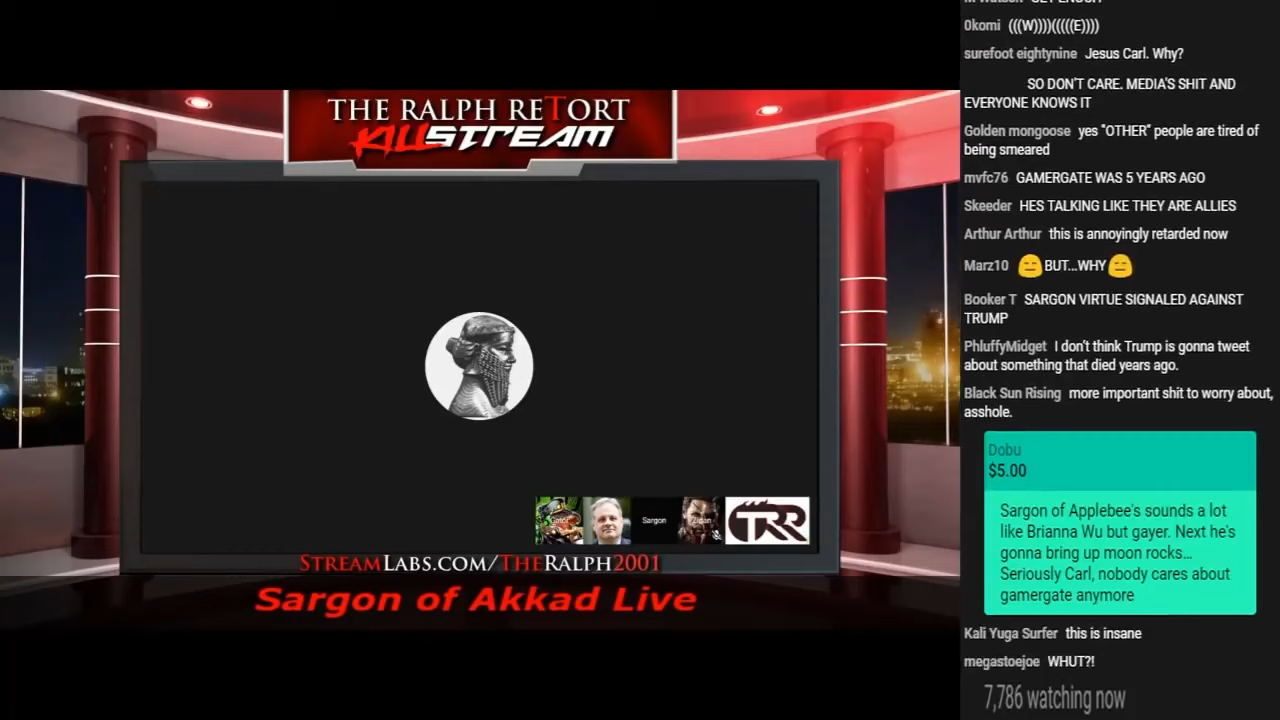 THE RALPH RETORT
KILLSTREAM
Gator
Sargon
Zidan
TRR
STREAMLABS.COM/THERALPH2001
Sargon of Akkad Live
0komi (((W))))(((((E))))
surefoot eightynine Jesus Carl. Why?
SO DON'T CARE. MEDIA'S SHIT AND
EVERYONE KNOWS IT
Golden mongoose yes "OTHER" people are tired of
being smeared
mvfc76 GAMERGATE WAS 5 YEARS AGO
Skeeder HES TALKING LIKE THEY ARE ALLIES
Arthur Arthur this is annoyingly retarded now
Marz10 😑BUT...WHY😑
Booker T SARGON VIRTUE SIGNALED AGAINST
TRUMP
PhluffyMidget I don't think Trump is gonna tweet
about something that died years ago.
Black Sun Rising more important shit to worry about,
asshole.
Dobu
$5.00
Sargon of Applebee's sounds a lot
like Brianna Wu but gayer. Next he's
gonna bring up moon rocks...
Seriously Carl, nobody cares about
gamergate anymore
Kali Yuga Surfer this is insane
megastoejoe WHUT?!
7,786 watching now